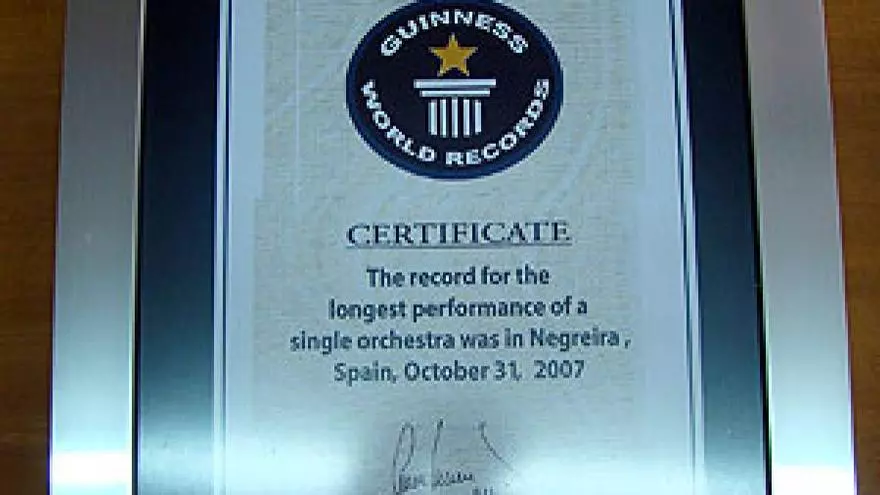 GUINNESS
WORLD RECORDS
CERTIFICATE
The record for the
longest performance of a
single orchestra was in Negreira ,
Spain, October 31, 2007